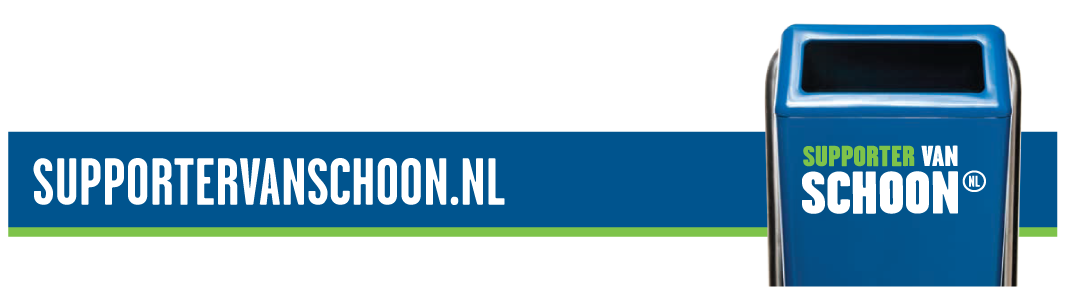 SUPPORTERVANSCHOON.NL
SUPPORTER VAN
SCHOON NL